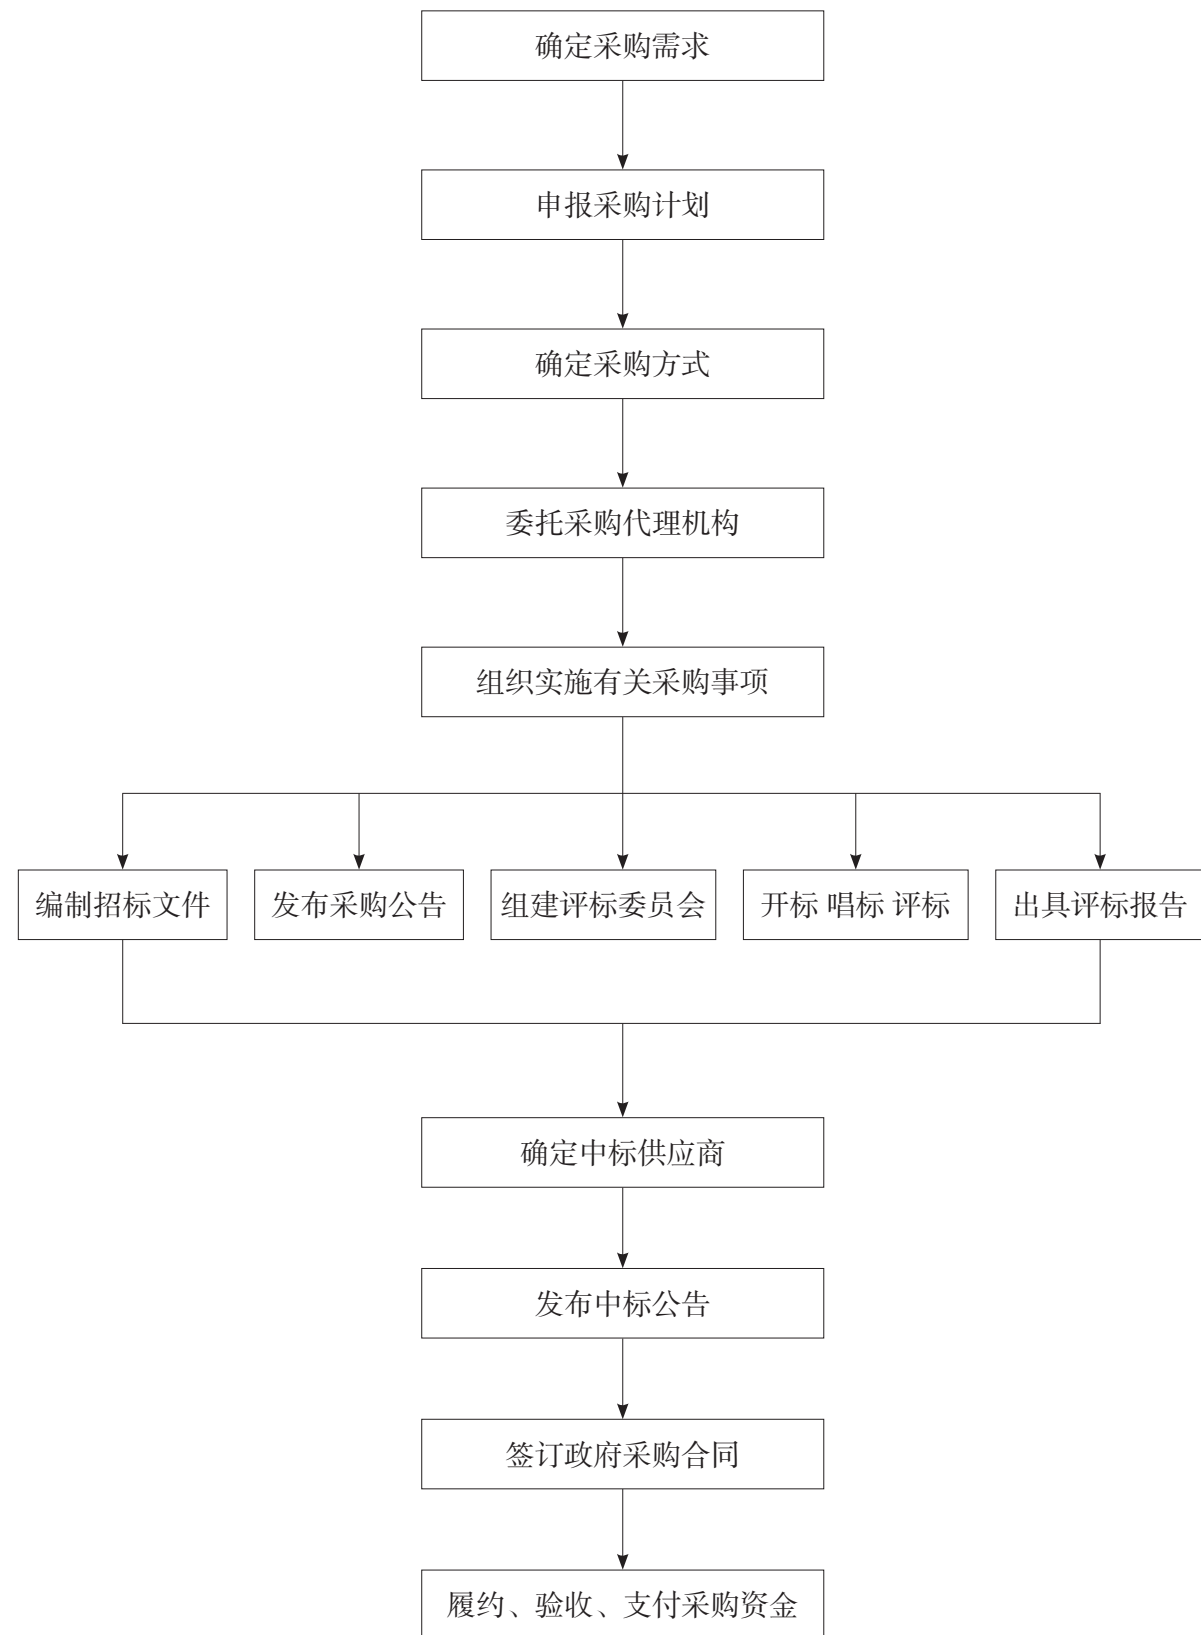 确定采购需求
申报采购计划
确定采购方式
委托采购代理机构
组织实施有关采购事项
编制招标文件
发布采购公告
组建评标委员会
开标 唱标 评标
出具评标报告
确定中标供应商
发布中标公告
签订政府采购合同
履约、验收、支付采购资金